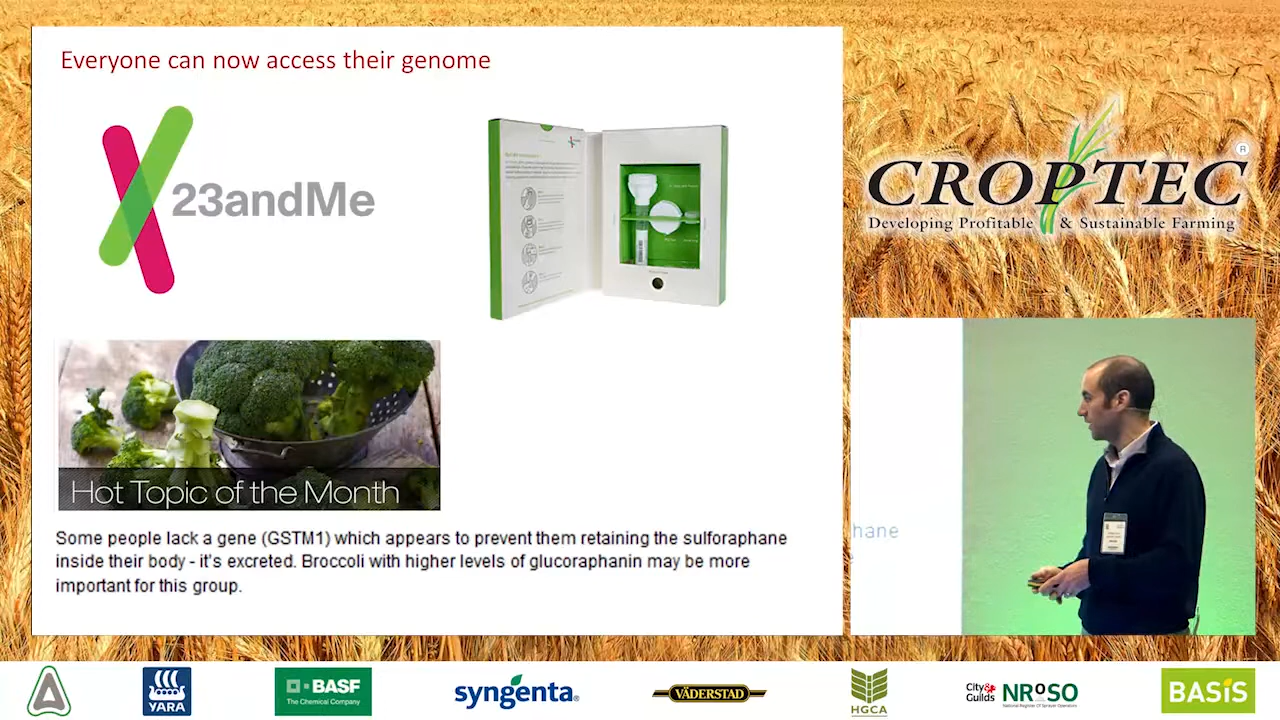 Everyone can now access their genome
23andMe
CROPTEC
®
Developing Profitable & Sustainable Farming
Hot Topic of the Month
Some people lack a gene (GSTM1) which appears to prevent them retaining the sulforaphane
inside their body - it's excreted. Broccoli with higher levels of glucoraphanin may be more
important for this group.
hane
YARA
BASF
The Chemical Company
syngenta®
VÄDERSTAD
HGCA
City& Guilds
NRoSO
National Register Of Sprayer Operators
BASIS